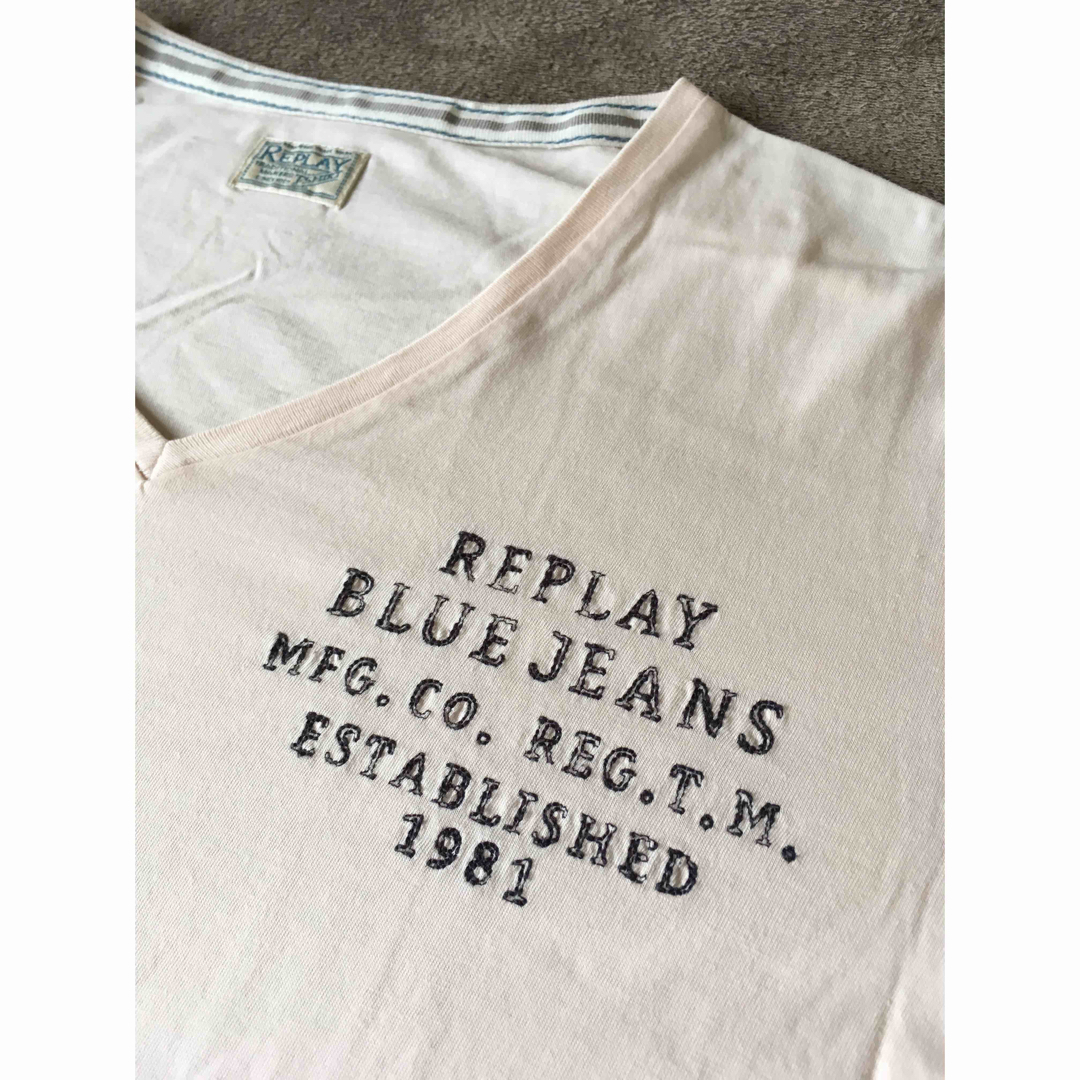 REPLAY
REPLAY
BLUE JEANS
MFG. CO. REG. T. M.
ESTABLISHED
1981